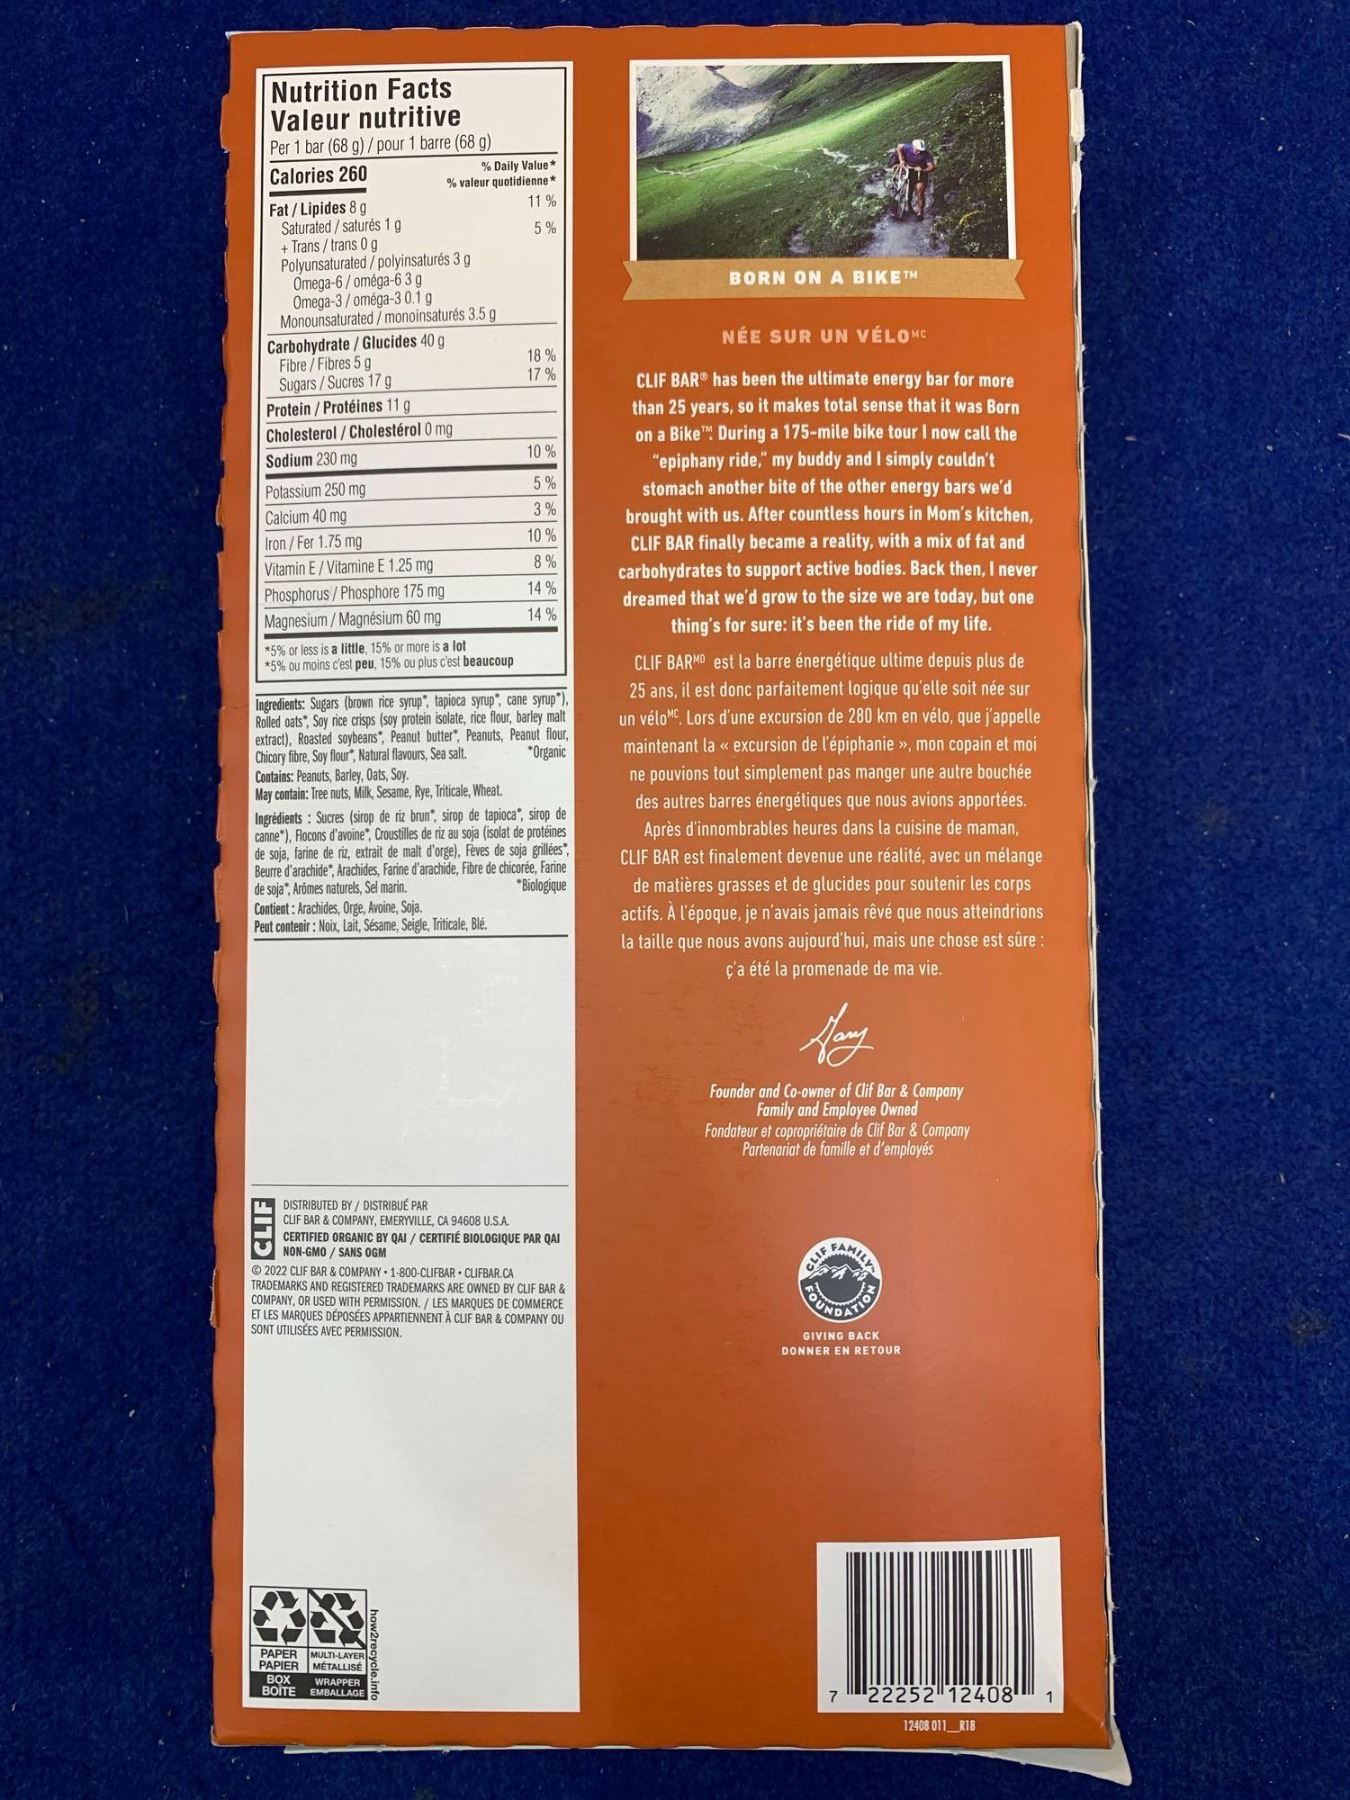 Nutrition Facts
Valeur nutritive
Per 1 bar (68 g) / pour 1 barre (68 g)
Calories 260
% Daily Value*
% valeur quotidienne*
Fat / Lipides 8 g 11 %
Saturated / saturés 1 g 5 %
+ Trans / trans 0 g
Polyunsaturated / polyinsaturés 3 g
Omega-6 / oméga-6 3 g
Omega-3 / oméga-3 0.1 g
Monounsaturated / monoinsaturés 3.5 g
Carbohydrate / Glucides 40 g
Fibre / Fibres 5 g 18 %
Sugars / Sucres 17 g 17 %
Protein / Protéines 11 g
Cholesterol / Cholestérol 0 mg
Sodium 230 mg 10 %
Potassium 250 mg 5 %
Calcium 40 mg 3 %
Iron / Fer 1.75 mg 10 %
Vitamin E / Vitamine E 1.25 mg 8 %
Phosphorus / Phosphore 175 mg 14 %
Magnesium / Magnésium 60 mg 14 %
*5% or less is a little, 15% or more is a lot
*5% ou moins c'est peu, 15% ou plus c'est beaucoup
Ingredients: Sugars (brown rice syrup*, tapioca syrup*, cane syrup*),
Rolled oats*, Soy rice crisps (soy protein isolate, rice flour, barley malt
extract), Roasted soybeans*, Peanut butter*, Peanuts, Peanut flour,
Chicory fibre, Soy flour*, Natural flavours, Sea salt. *Organic
Contains: Peanuts, Barley, Oats, Soy.
May contain: Tree nuts, Milk, Sesame, Rye, Triticale, Wheat.
Ingrédients : Sucres (sirop de riz brun*, sirop de tapioca*, sirop de
canne*), Flocons d'avoine*, Croustilles de riz au soja (isolat de protéines
de soja, farine de riz, extrait de malt d'orge), Fèves de soja grillées*,
Beurre d'arachide*, Arachides, Farine d'arachide, Fibre de chicorée, Farine
de soja*, Arômes naturels, Sel marin. *Biologique
Contient : Arachides, Orge, Avoine, Soja.
Peut contenir : Noix, Lait, Sésame, Seigle, Triticale, Blé.
CLIF
DISTRIBUTED BY / DISTRIBUÉ PAR
CLIF BAR & COMPANY, EMERYVILLE, CA 94608 U.S.A.
CERTIFIED ORGANIC BY QAI / CERTIFIÉ BIOLOGIQUE PAR QAI
NON-GMO / SANS OGM
© 2022 CLIF BAR & COMPANY • 1-800-CLIFBAR • CLIFBAR.CA
TRADEMARKS AND REGISTERED TRADEMARKS ARE OWNED BY CLIF BAR &
COMPANY, OR USED WITH PERMISSION. / LES MARQUES DE COMMERCE
ET LES MARQUES DÉPOSÉES APPARTIENNENT À CLIF BAR & COMPANY OU
SONT UTILISÉES AVEC PERMISSION.
PAPER
PAPIER
BOX
BOÎTE
MULTI-LAYER
MÉTALLISÉ
WRAPPER
EMBALLAGE
how2recycle.info
BORN ON A BIKE™
NÉE SUR UN VÉLOᴹᶜ
CLIF BAR® has been the ultimate energy bar for more
than 25 years, so it makes total sense that it was Born
on a Bike™. During a 175-mile bike tour I now call the
“epiphany ride,” my buddy and I simply couldn't
stomach another bite of the other energy bars we'd
brought with us. After countless hours in Mom's kitchen,
CLIF BAR finally became a reality, with a mix of fat and
carbohydrates to support active bodies. Back then, I never
dreamed that we'd grow to the size we are today, but one
thing's for sure: it's been the ride of my life.
CLIF BARᴹᴰ est la barre énergétique ultime depuis plus de
25 ans, il est donc parfaitement logique qu'elle soit née sur
un véloᴹᶜ. Lors d'une excursion de 280 km en vélo, que j'appelle
maintenant la « excursion de l'épiphanie », mon copain et moi
ne pouvions tout simplement pas manger une autre bouchée
des autres barres énergétiques que nous avions apportées.
Après d'innombrables heures dans la cuisine de maman,
CLIF BAR est finalement devenue une réalité, avec un mélange
de matières grasses et de glucides pour soutenir les corps
actifs. À l'époque, je n'avais jamais rêvé que nous atteindrions
la taille que nous avons aujourd'hui, mais une chose est sûre :
ç'a été la promenade de ma vie.
Gary
Founder and Co-owner of Clif Bar & Company
Family and Employee Owned
Fondateur et copropriétaire de Clif Bar & Company
Partenariat de famille et d'employés
CLIF FAMILY
FOUNDATION
GIVING BACK
DONNER EN RETOUR
7 22252 12408 1
12408 011__R18